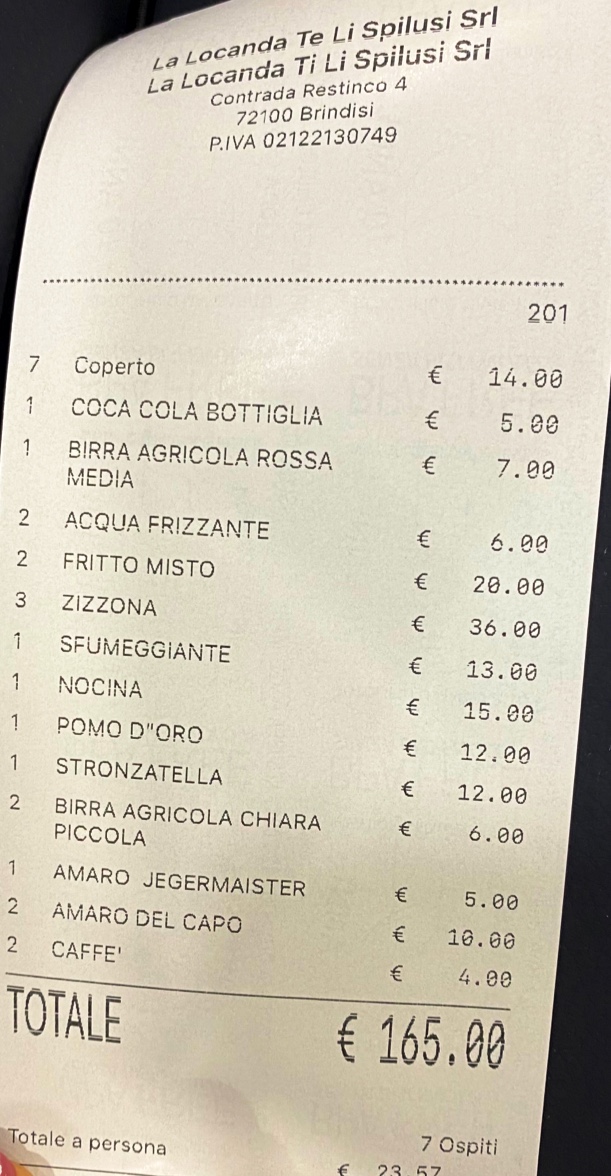 La Locanda Te Li Spilusi Srl
La Locanda Ti Li Spilusi Srl
Contrada Restinco 4
72100 Brindisi
P.IVA 02122130749
201
7 Coperto € 14.00
1 COCA COLA BOTTIGLIA € 5.00
1 BIRRA AGRICOLA ROSSA € 7.00
MEDIA
2 ACQUA FRIZZANTE € 6.00
2 FRITTO MISTO € 20.00
3 ZIZZONA € 36.00
1 SFUMEGGIANTE € 13.00
1 NOCINA € 15.00
1 POMO D"ORO € 12.00
1 STRONZATELLA € 12.00
2 BIRRA AGRICOLA CHIARA € 6.00
PICCOLA
1 AMARO JEGERMAISTER € 5.00
2 AMARO DEL CAPO € 10.00
2 CAFFE' € 4.00
TOTALE € 165.00
Totale a persona 7 Ospiti
€ 23.57